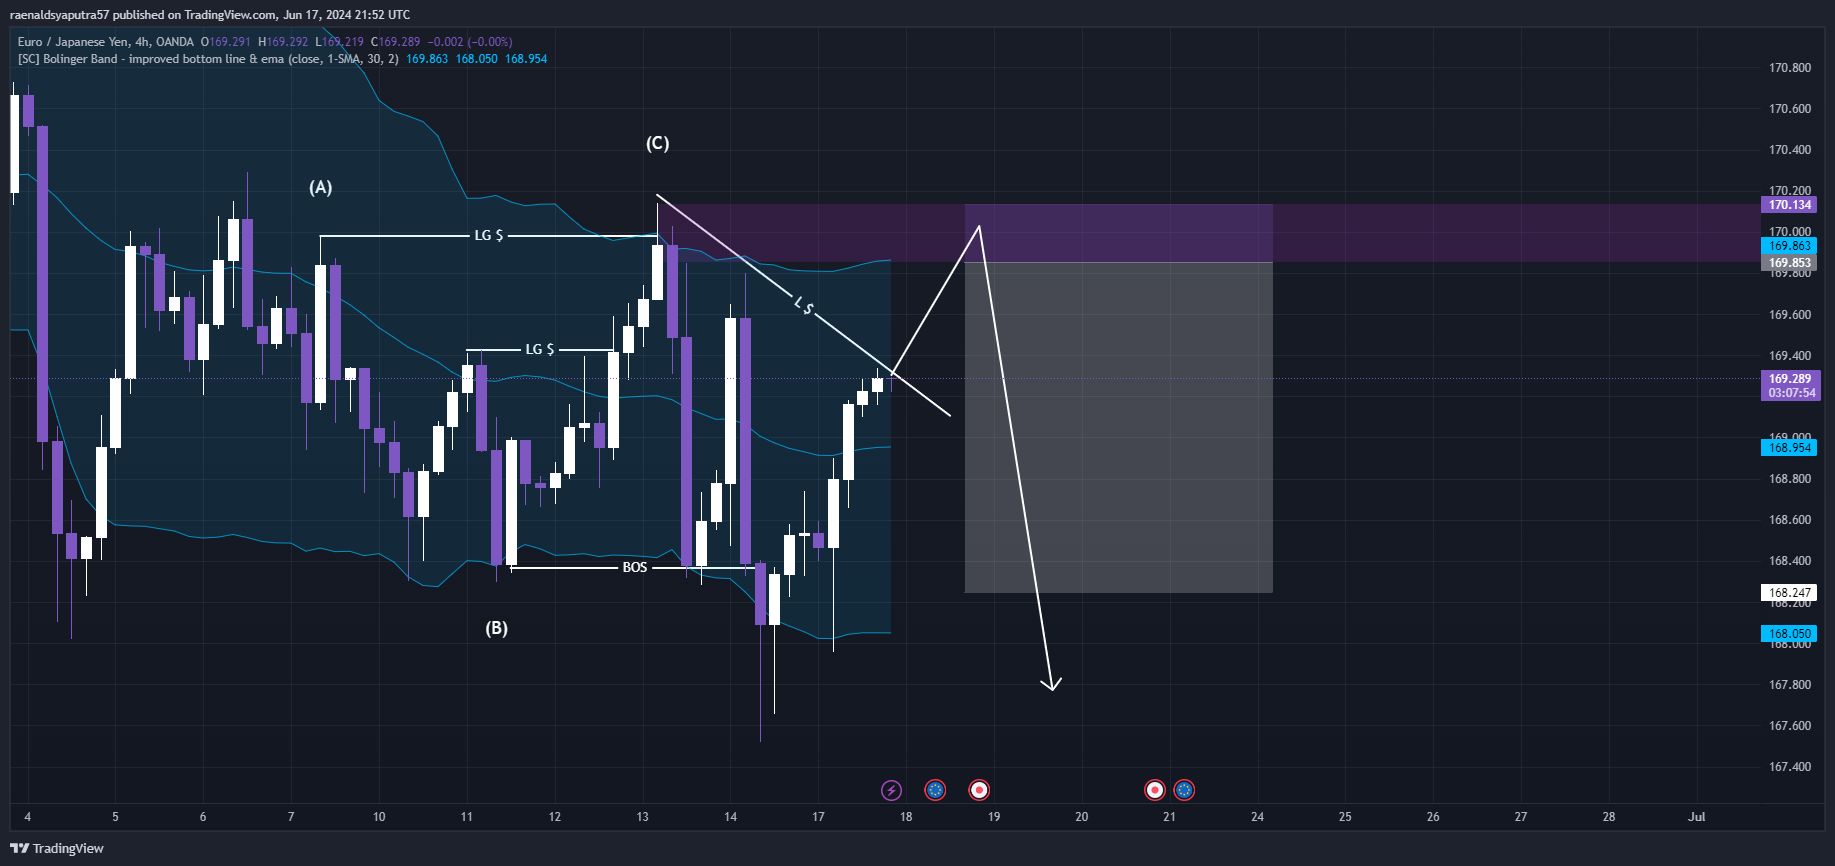 raenaldsyaputra57 published on TradingView.com, Jun 17, 2024 21:52 UTC
Euro / Japanese Yen, 4h, OANDA O169.291 H169.292 L169.219 C169.289 −0.002 (−0.00%)
[SC] Bolinger Band - improved bottom line & ema (close, 1-SMA, 30, 2) 169.863 168.050 168.954
170.800
170.600
170.400
(C)
(A)
170.200
170.134
170.000
LG $
169.863
169.853
169.800
L $
169.600
LG $
169.400
169.289
03:07:54
169.000
168.954
168.800
168.600
168.400
BOS
168.247
168.200
(B)
168.050
168.000
167.800
167.600
167.400
4 5 6 7 10 11 12 13 14 17 18 19 20 21 24 25 26 27 28 Jul
TradingView